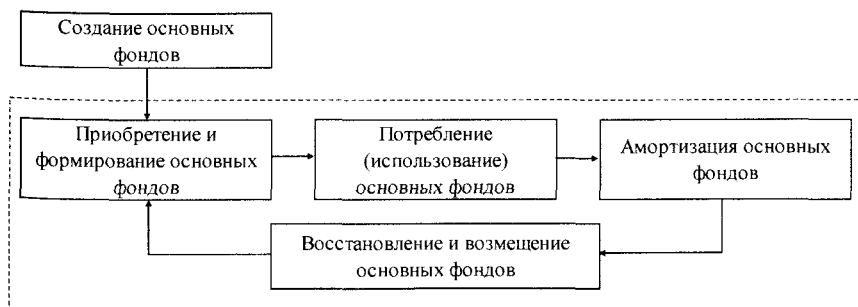 Создание основных
фондов
Приобретение и
формирование основных
фондов
Потребление
(использование)
основных фондов
Амортизация основных
фондов
Восстановление и возмещение
основных фондов